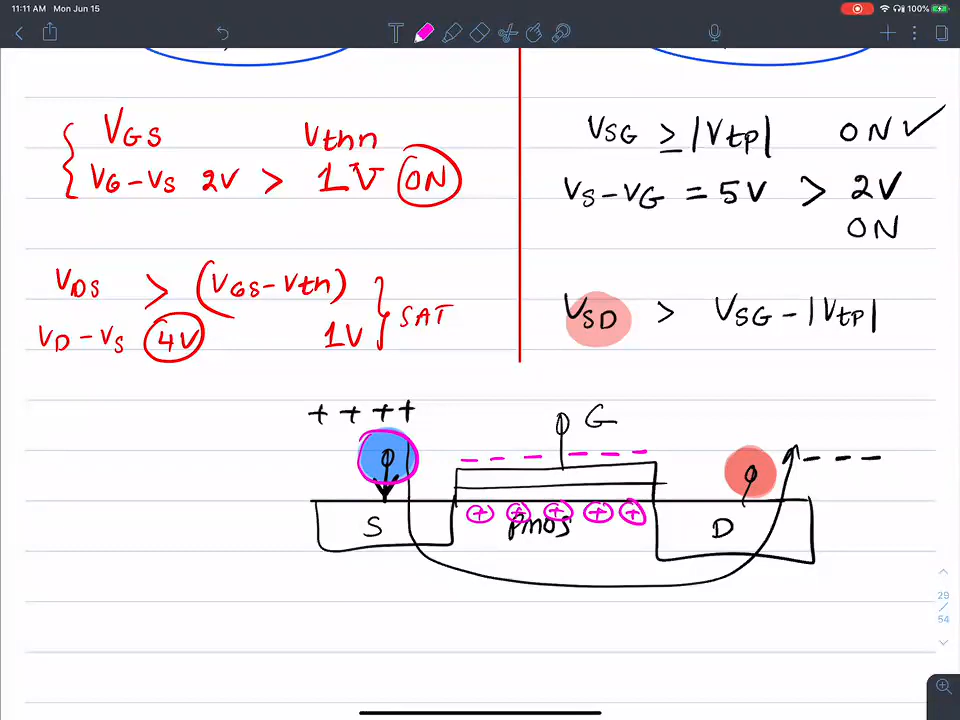 11:11 AM Mon Jun 15
100%
VGS Vthn
VG-VS 2V > 1V ON
VDS > (VGS-Vtn)
VD-VS 4V 1V } SAT
VSG ≥ |Vtp| ON ✓
VS-VG = 5V > 2V
ON
VSD > VSG-|Vtp|
+ + + + G
- - - - - -
- - - -
S + + + + + D
pmos
29
/
54